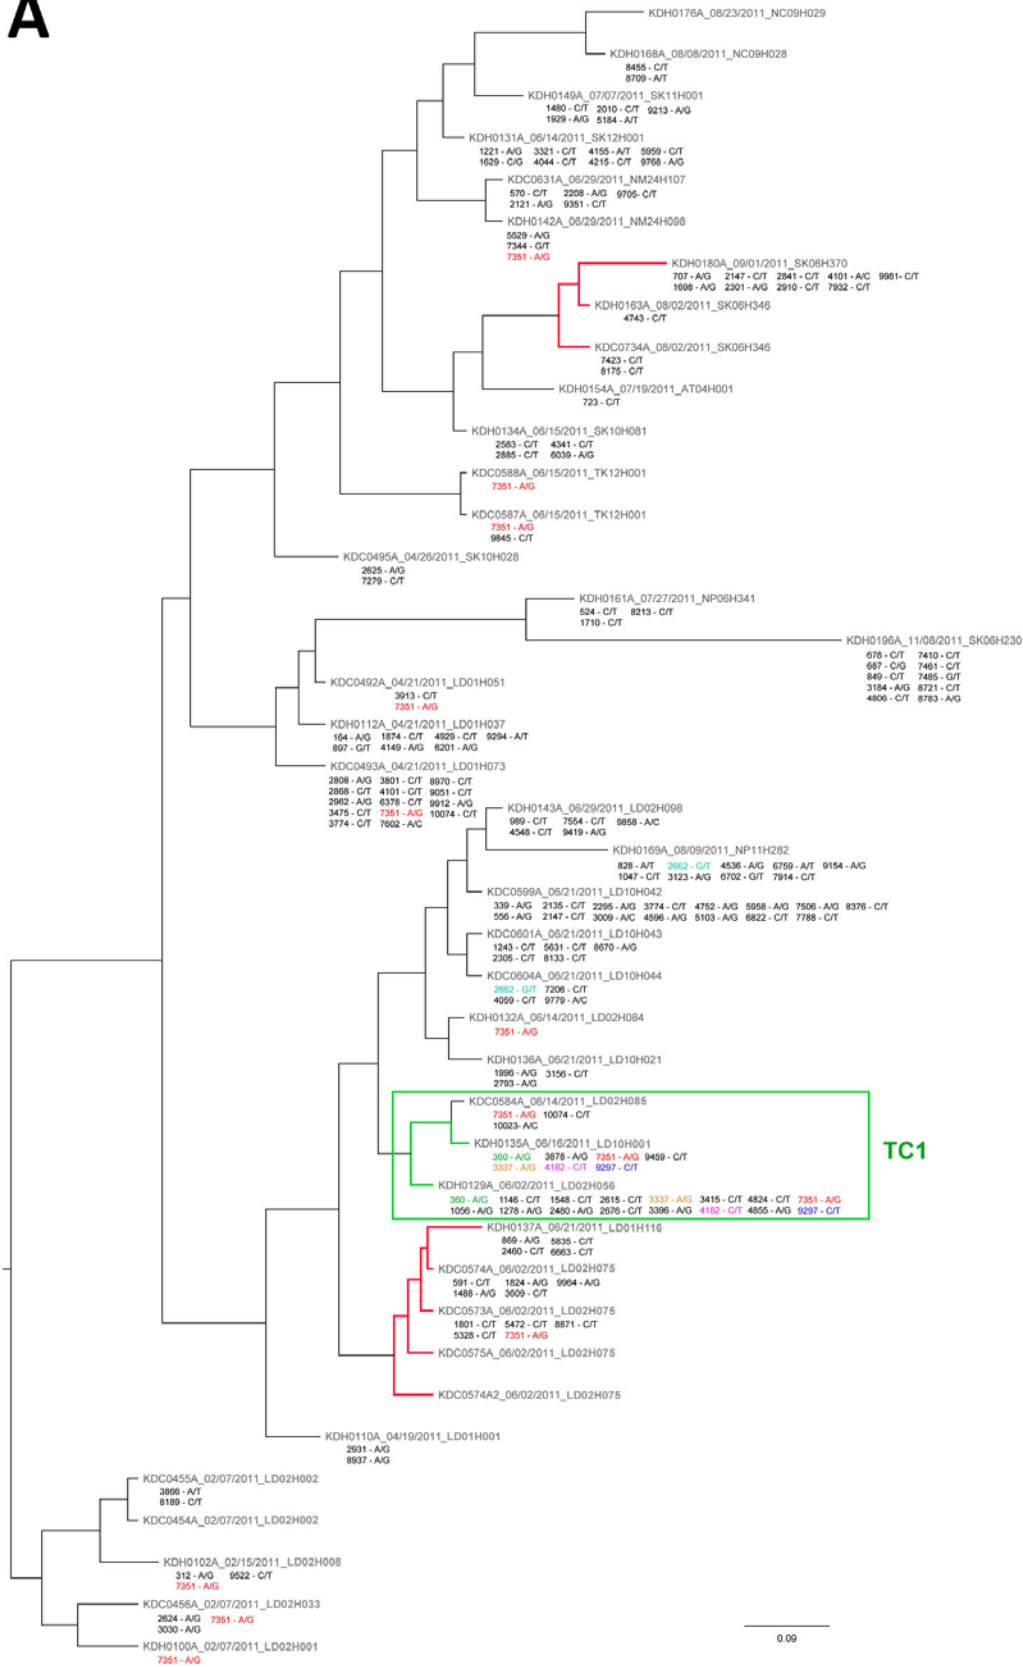 A
KDH0176A_08/23/2011_NC09H029
KDH0168A_08/08/2011_NC09H028
8455 - C/T
8709 - A/T
KDH0149A_07/07/2011_SK11H001
1480 - C/T 2010 - C/T 9213 - A/G
1929 - A/G 5184 - A/T
KDH0131A_06/14/2011_SK12H001
1221 - A/G 3321 - C/T 4155 - A/T 5959 - C/T
1629 - C/G 4044 - C/T 4215 - C/T 9768 - A/G
KDC0631A_06/29/2011_NM24H107
570 - C/T 2208 - A/G 9705- C/T
2121 - A/G 9351 - C/T
KDH0142A_06/29/2011_NM24H098
5529 - A/G
7344 - G/T
7351 - A/G
KDH0180A_09/01/2011_SK06H370
707 - A/G 2147 - C/T 2841 - C/T 4101 - A/C 9981- C/T
1698 - A/G 2301 - A/G 2910 - C/T 7932 - C/T
KDH0163A_08/02/2011_SK06H346
4743 - C/T
KDC0734A_08/02/2011_SK06H346
7423 - C/T
8175 - C/T
KDH0154A_07/19/2011_AT04H001
723 - C/T
KDH0134A_06/15/2011_SK10H081
2583 - C/T 4341 - C/T
2885 - C/T 6039 - A/G
KDC0588A_06/15/2011_TK12H001
7351 - A/G
KDC0587A_06/15/2011_TK12H001
7351 - A/G
9845 - C/T
KDC0495A_04/26/2011_SK10H028
2625 - A/G
7279 - C/T
KDH0161A_07/27/2011_NP06H341
524 - C/T 8213 - C/T
1710 - C/T
KDH0196A_11/08/2011_SK06H230
678 - C/T 7410 - C/T
687 - C/G 7461 - C/T
849 - C/T 7485 - G/T
3184 - A/G 8721 - C/T
4806 - C/T 8783 - A/G
KDC0492A_04/21/2011_LD01H051
3913 - C/T
7351 - A/G
KDH0112A_04/21/2011_LD01H037
164 - A/G 1874 - C/T 4929 - C/T 9294 - A/T
897 - G/T 4149 - A/G 6201 - A/G
KDC0493A_04/21/2011_LD01H073
2808 - A/G 3801 - C/T 8970 - C/T
2868 - C/T 4101 - C/T 9051 - C/T
2962 - A/G 6378 - C/T 9912 - A/G
3475 - C/T 7351 - A/G 10074 - C/T
3774 - C/T 7602 - A/C
KDH0143A_06/29/2011_LD02H098
989 - C/T 7554 - C/T 9858 - A/C
4548 - C/T 9419 - A/G
KDH0169A_08/09/2011_NP11H282
828 - A/T 2662 - G/T 4536 - A/G 6759 - A/T 9154 - A/G
1047 - C/T 3123 - A/G 6702 - G/T 7914 - C/T
KDC0599A_06/21/2011_LD10H042
339 - A/G 2135 - C/T 2295 - A/G 3774 - C/T 4752 - A/G 5958 - A/G 7506 - A/G 8376 - C/T
556 - A/G 2147 - C/T 3009 - A/C 4596 - A/G 5103 - A/G 6822 - C/T 7788 - C/T
KDC0601A_06/21/2011_LD10H043
1243 - C/T 5631 - C/T 8670 - A/G
2305 - C/T 8133 - C/T
KDC0604A_06/21/2011_LD10H044
2662 - G/T 7206 - C/T
4059 - C/T 9779 - A/C
KDH0132A_06/14/2011_LD02H084
7351 - A/G
KDH0136A_06/21/2011_LD10H021
1996 - A/G 3156 - C/T
2793 - A/G
KDC0584A_06/14/2011_LD02H085
7351 - A/G 10074 - C/T
10023- A/C
KDH0135A_06/16/2011_LD10H001
360 - A/G 3878 - A/G 7351 - A/G 9459 - C/T
3337 - A/G 4182 - C/T 9297 - C/T
TC1
KDH0129A_06/02/2011_LD02H056
360 - A/G 1146 - C/T 1548 - C/T 2615 - C/T 3337 - A/G 3415 - C/T 4824 - C/T 7351 - A/G
1056 - A/G 1278 - A/G 2480 - A/G 2676 - C/T 3396 - A/G 4182 - C/T 4855 - A/G 9297 - C/T
KDH0137A_06/21/2011_LD01H116
869 - A/G 5835 - C/T
2460 - C/T 6663 - C/T
KDC0574A_06/02/2011_LD02H075
591 - C/T 1824 - A/G 9964 - A/G
1488 - A/G 3609 - C/T
KDC0573A_06/02/2011_LD02H075
1801 - C/T 5472 - C/T 8871 - C/T
5328 - C/T 7351 - A/G
KDC0575A_06/02/2011_LD02H075
KDC0574A2_06/02/2011_LD02H075
KDH0110A_04/19/2011_LD01H001
2931 - A/G
8937 - A/G
KDC0455A_02/07/2011_LD02H002
3866 - A/T
8189 - C/T
KDC0454A_02/07/2011_LD02H002
KDH0102A_02/15/2011_LD02H008
312 - A/G 9522 - C/T
7351 - A/G
KDC0456A_02/07/2011_LD02H033
2624 - A/G 7351 - A/G
3030 - A/G
KDH0100A_02/07/2011_LD02H001
7351 - A/G
0.09